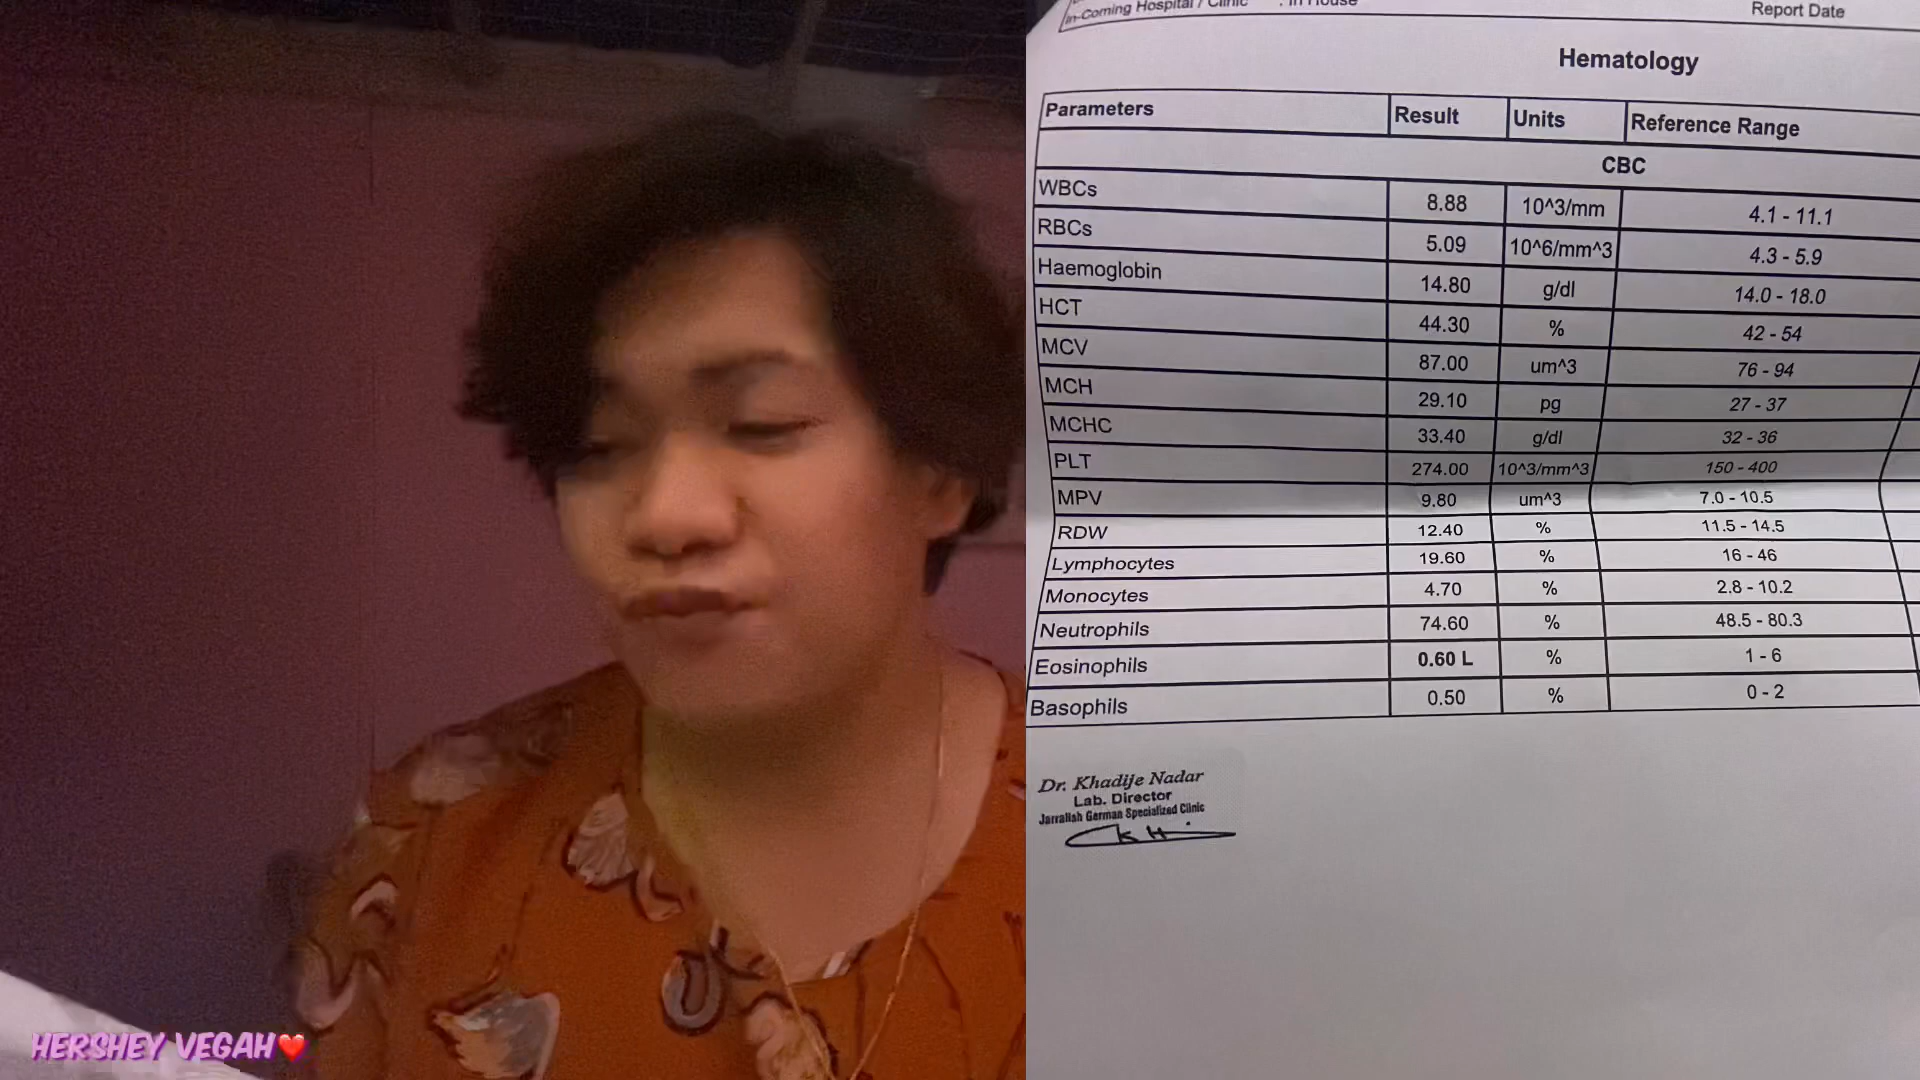 In-Coming Hospital / Clinic : In House
Report Date
Hematology
Parameters Result Units Reference Range
CBC
WBCs 8.88 10^3/mm 4.1 - 11.1
RBCs 5.09 10^6/mm^3 4.3 - 5.9
Haemoglobin 14.80 g/dl 14.0 - 18.0
HCT 44.30 % 42 - 54
MCV 87.00 um^3 76 - 94
MCH 29.10 pg 27 - 37
MCHC 33.40 g/dl 32 - 36
PLT 274.00 10^3/mm^3 150 - 400
MPV 9.80 um^3 7.0 - 10.5
RDW 12.40 % 11.5 - 14.5
Lymphocytes 19.60 % 16 - 46
Monocytes 4.70 % 2.8 - 10.2
Neutrophils 74.60 % 48.5 - 80.3
Eosinophils 0.60 L % 1 - 6
Basophils 0.50 % 0 - 2
Dr. Khadije Nadar
Lab. Director
Jarrallah German Specialized Clinic
HERSHEY VEGAH❤️